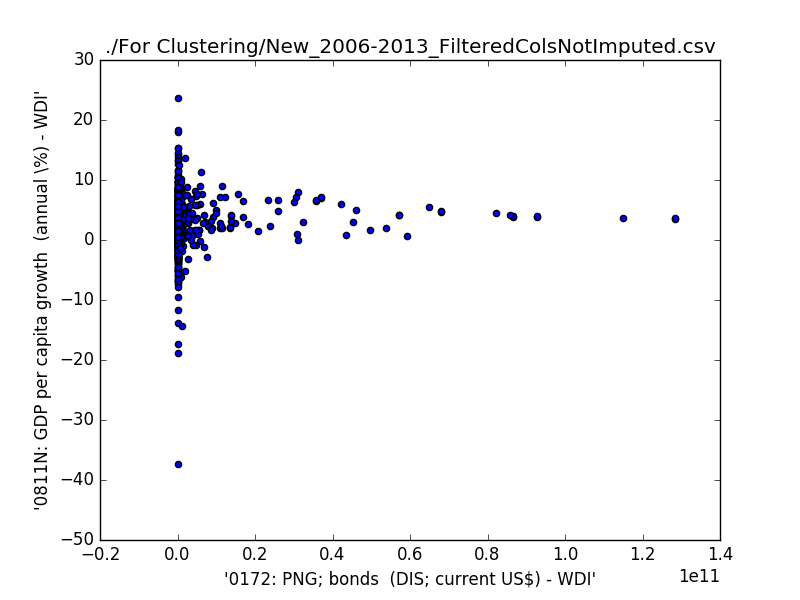 ./For Clustering/New_2006-2013_FilteredColsNotImputed.csv
30
20
10
0
−10
−20
−30
−40
−50
'0811N: GDP per capita growth  (annual \%) - WDI'
−0.2 0.0 0.2 0.4 0.6 0.8 1.0 1.2 1.4
1e11
'0172: PNG; bonds  (DIS; current US$) - WDI'